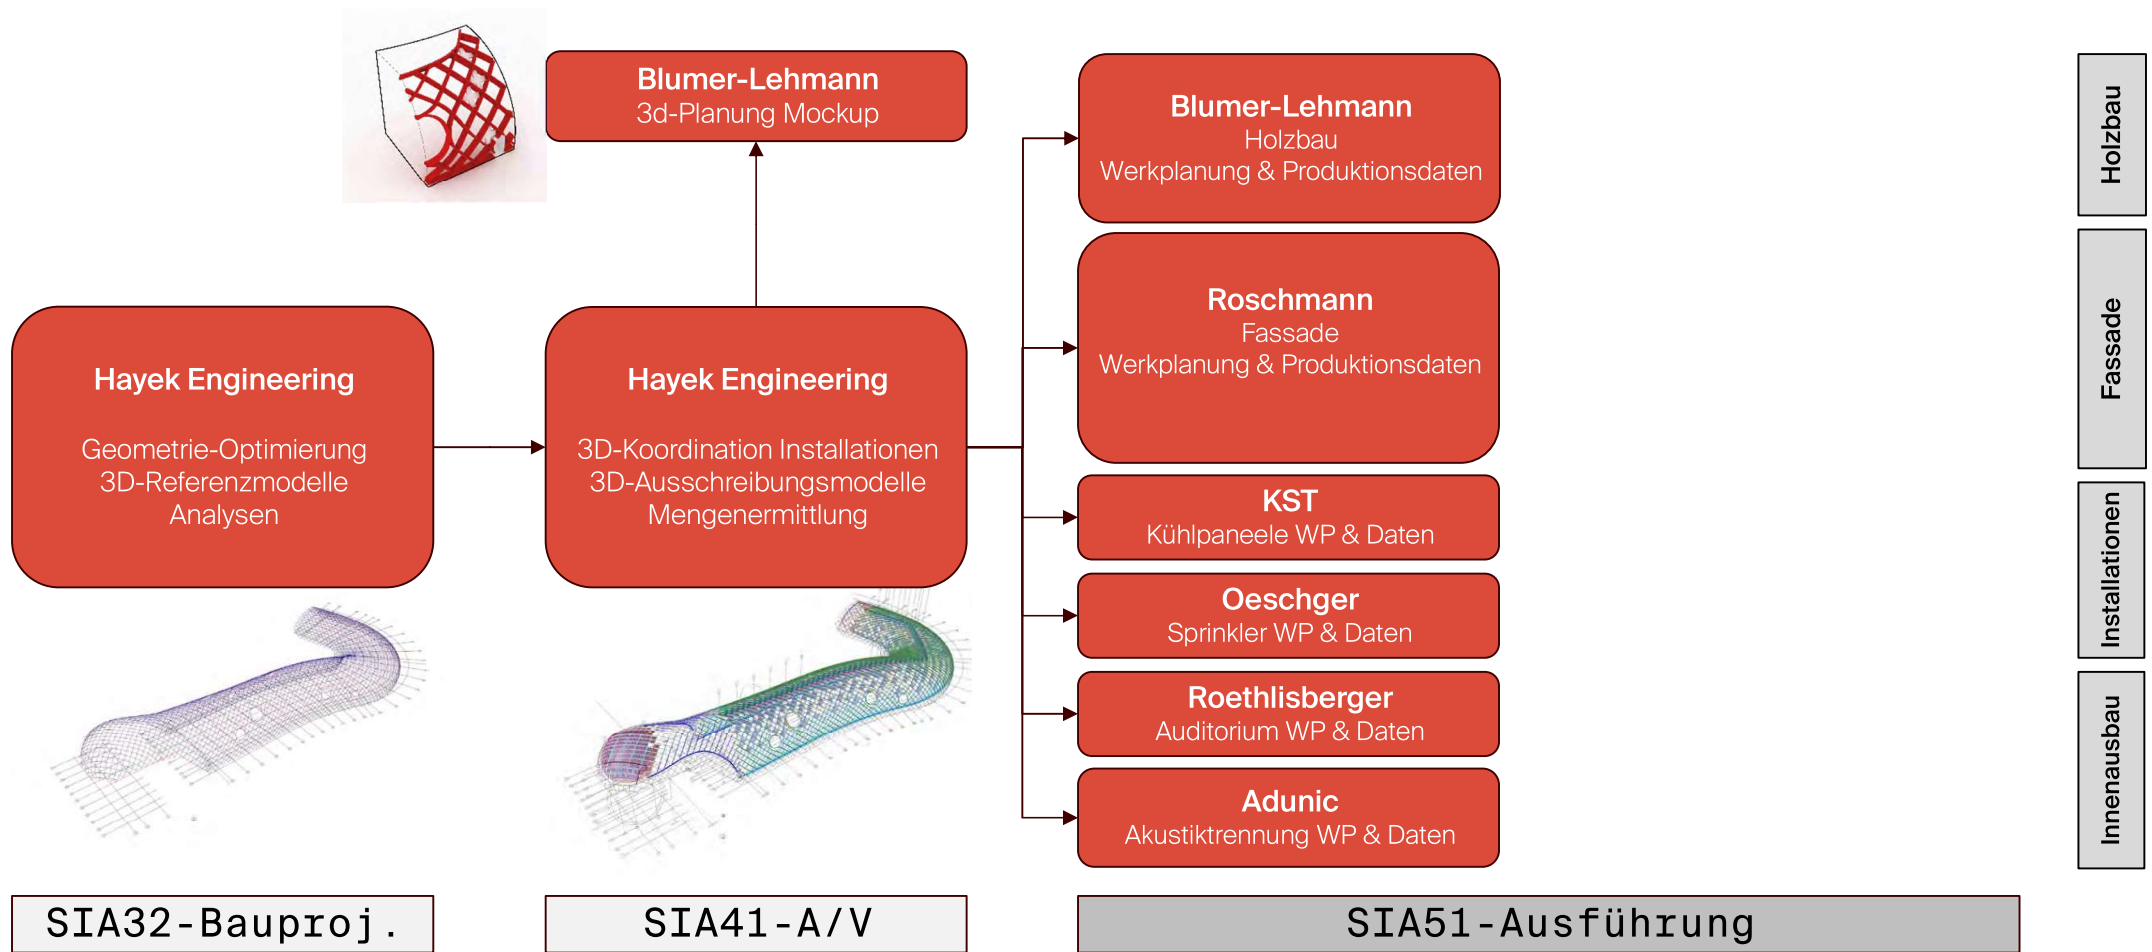 Blumer-Lehmann
3d-Planung Mockup
Blumer-Lehmann
Holzbau
Werkplanung & Produktionsdaten
Holzbau
Roschmann
Fassade
Werkplanung & Produktionsdaten
Fassade
Hayek Engineering
Geometrie-Optimierung
3D-Referenzmodelle
Analysen
Hayek Engineering
3D-Koordination Installationen
3D-Ausschreibungsmodelle
Mengenermittlung
KST
Kühlpaneele WP & Daten
Oeschger
Sprinkler WP & Daten
Installationen
Roethlisberger
Auditorium WP & Daten
Adunic
Akustiktrennung WP & Daten
Innenausbau
SIA32-Bauproj.
SIA41-A/V
SIA51-Ausführung